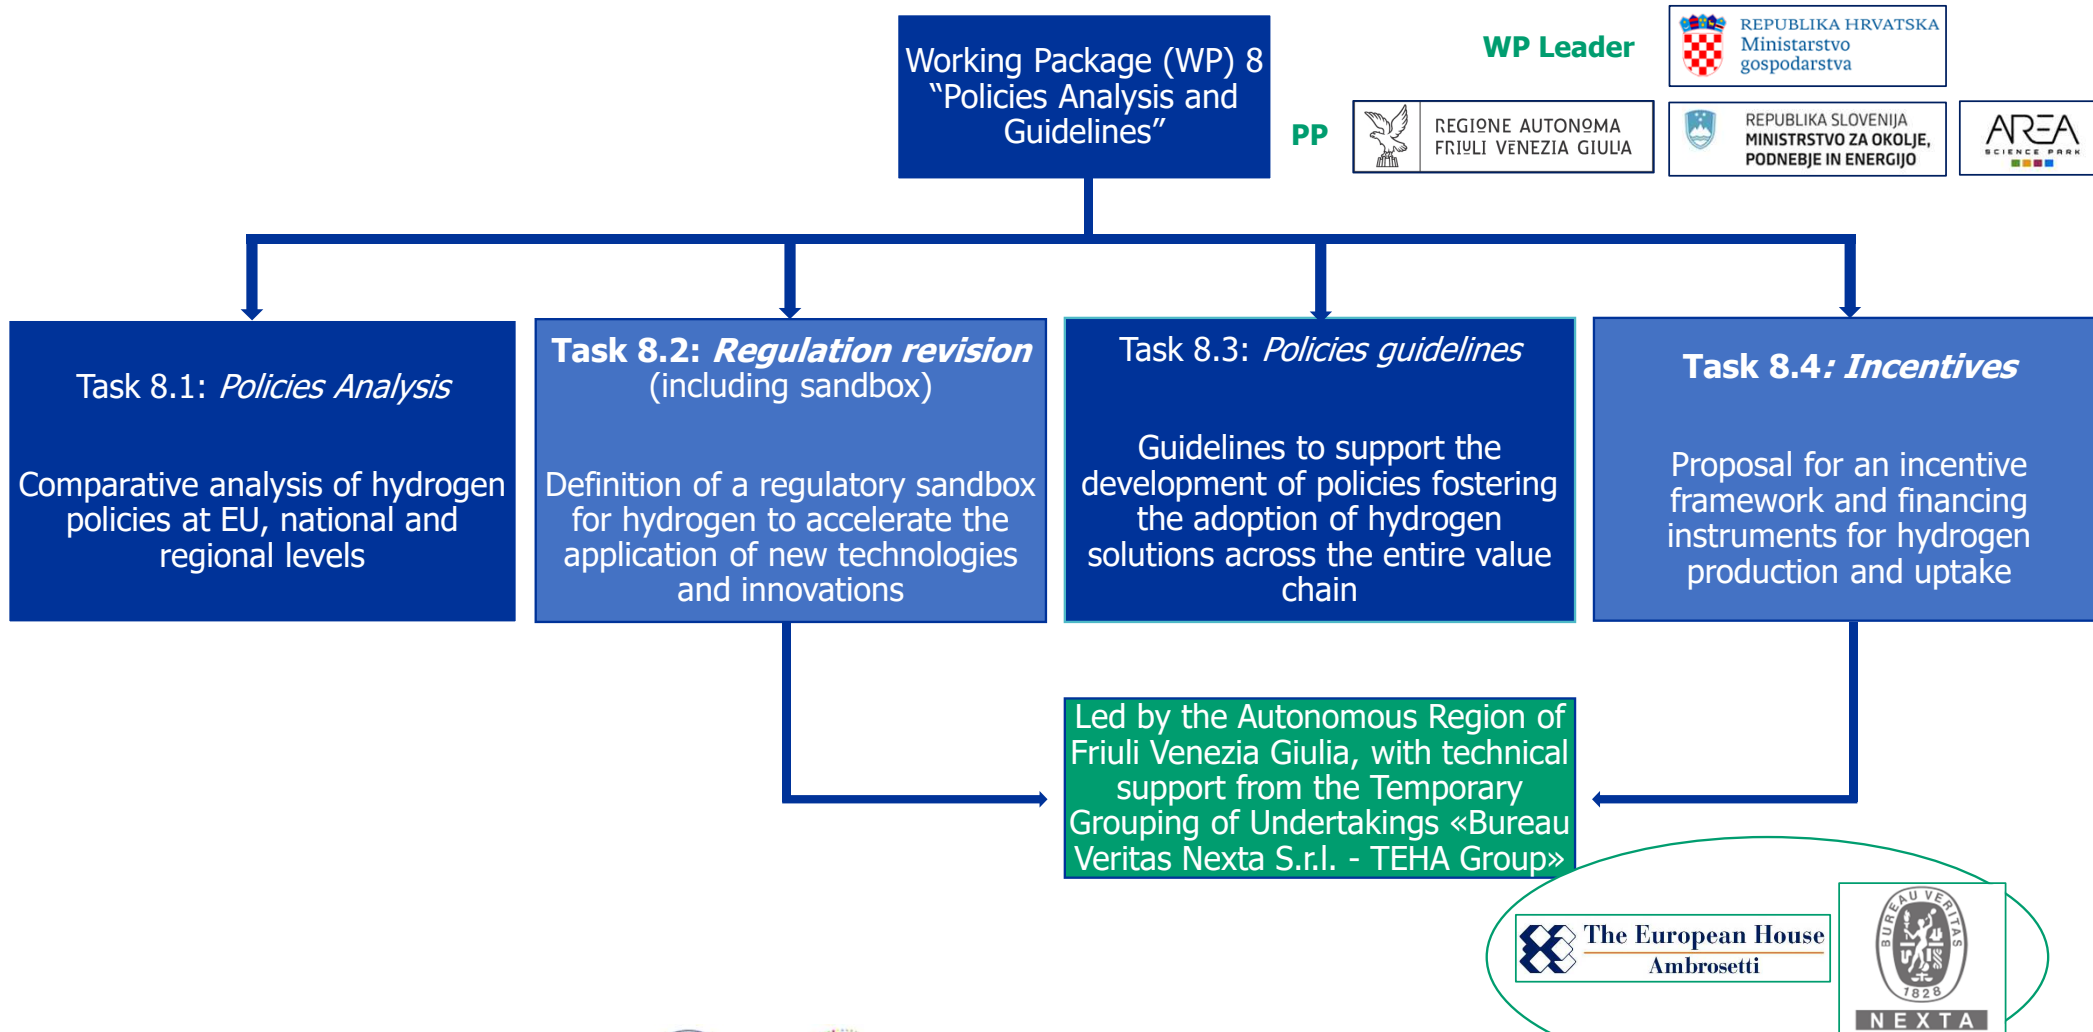 Working Package (WP) 8
“Policies Analysis and
Guidelines”
WP Leader
REPUBLIKA HRVATSKA
Ministarstvo
gospodarstva
PP
REGIONE AUTONOMA
FRIULI VENEZIA GIULIA
REPUBLIKA SLOVENIJA
MINISTRSTVO ZA OKOLJE,
PODNEBJE IN ENERGIJO
AREA
SCIENCE PARK
Task 8.1: Policies Analysis
Comparative analysis of hydrogen
policies at EU, national and
regional levels
Task 8.2: Regulation revision
(including sandbox)
Definition of a regulatory sandbox
for hydrogen to accelerate the
application of new technologies
and innovations
Task 8.3: Policies guidelines
Guidelines to support the
development of policies fostering
the adoption of hydrogen
solutions across the entire value
chain
Task 8.4: Incentives
Proposal for an incentive
framework and financing
instruments for hydrogen
production and uptake
Led by the Autonomous Region of
Friuli Venezia Giulia, with technical
support from the Temporary
Grouping of Undertakings «Bureau
Veritas Nexta S.r.l. - TEHA Group»
The European House
Ambrosetti
BUREAU VERITAS
1828
NEXTA